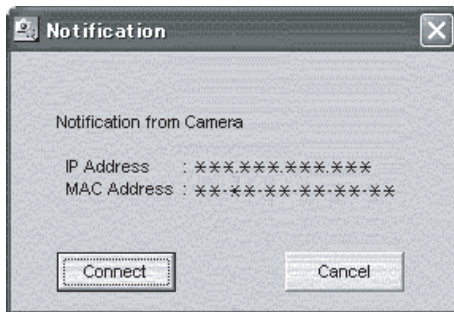 Notification
Notification from Camera
IP Address : ***.***.***.***
MAC Address : **-**-**-**-**-**
Connect Cancel